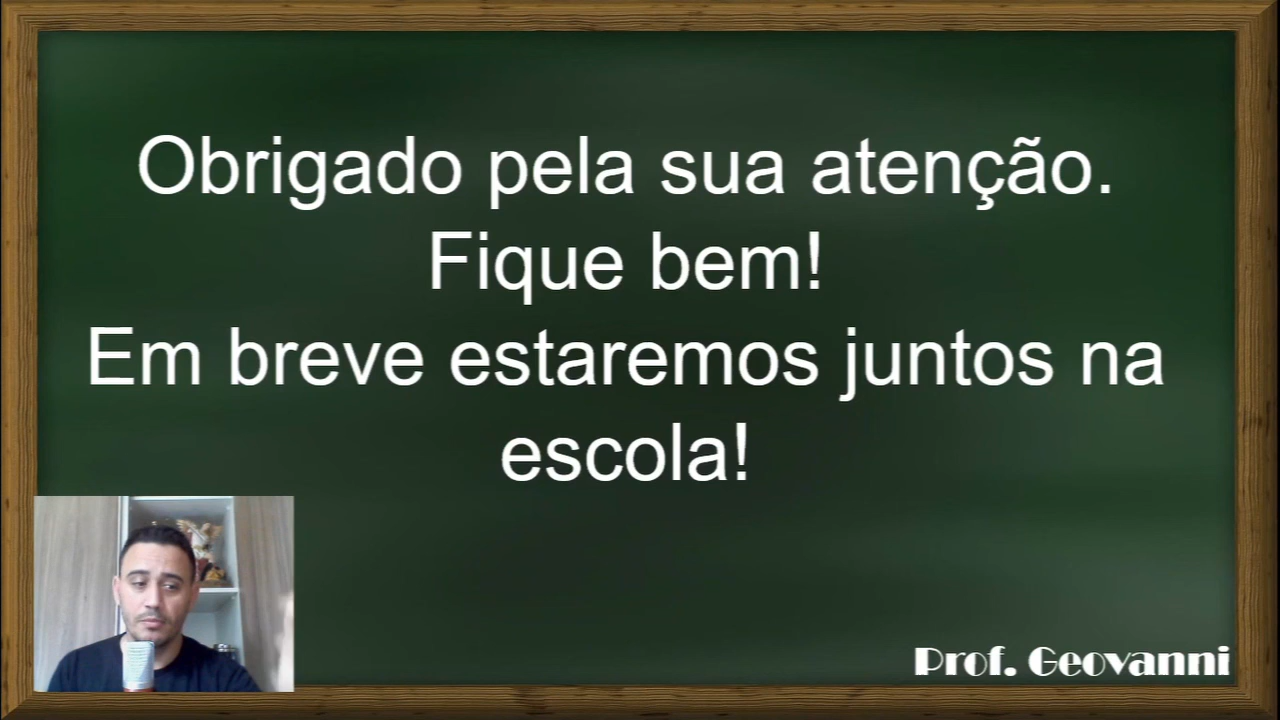 Obrigado pela sua atenção.
Fique bem!
Em breve estaremos juntos na
escola!
Prof. Geovanni